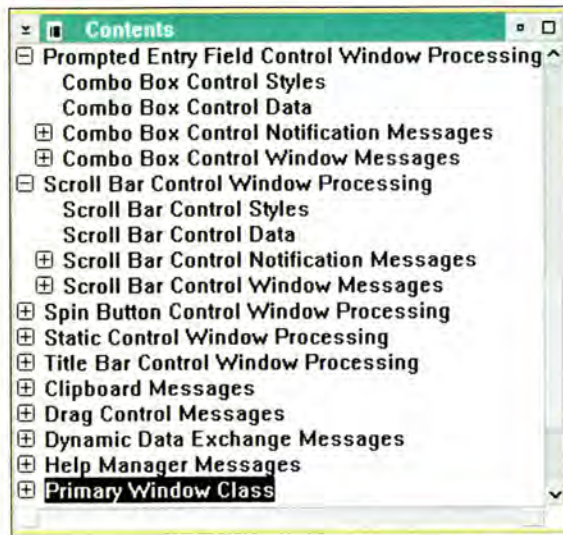 Contents
Prompted Entry Field Control Window Processing
Combo Box Control Styles
Combo Box Control Data
Combo Box Control Notification Messages
Combo Box Control Window Messages
Scroll Bar Control Window Processing
Scroll Bar Control Styles
Scroll Bar Control Data
Scroll Bar Control Notification Messages
Scroll Bar Control Window Messages
Spin Button Control Window Processing
Static Control Window Processing
Title Bar Control Window Processing
Clipboard Messages
Drag Control Messages
Dynamic Data Exchange Messages
Help Manager Messages
Primary Window Class